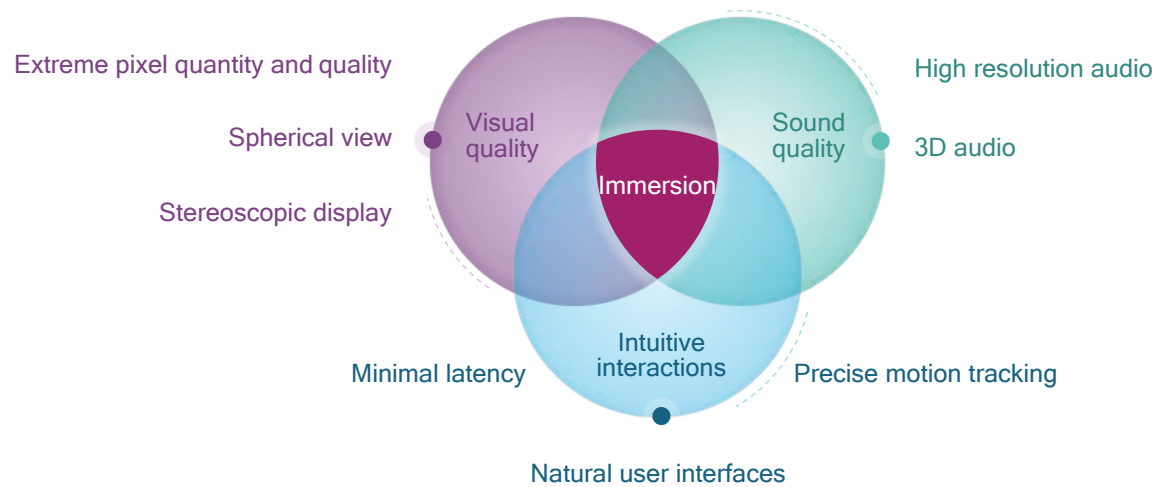 Extreme pixel quantity and quality
Spherical view
Stereoscopic display
Visual
quality
Sound
quality
High resolution audio
3D audio
Immersion
Intuitive
interactions
Minimal latency
Precise motion tracking
Natural user interfaces